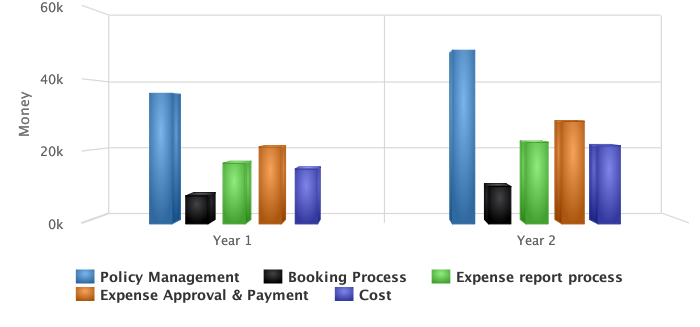 60k
40k
Money
20k
0k
Year 1 Year 2
Policy Management Booking Process Expense report process
Expense Approval & Payment Cost